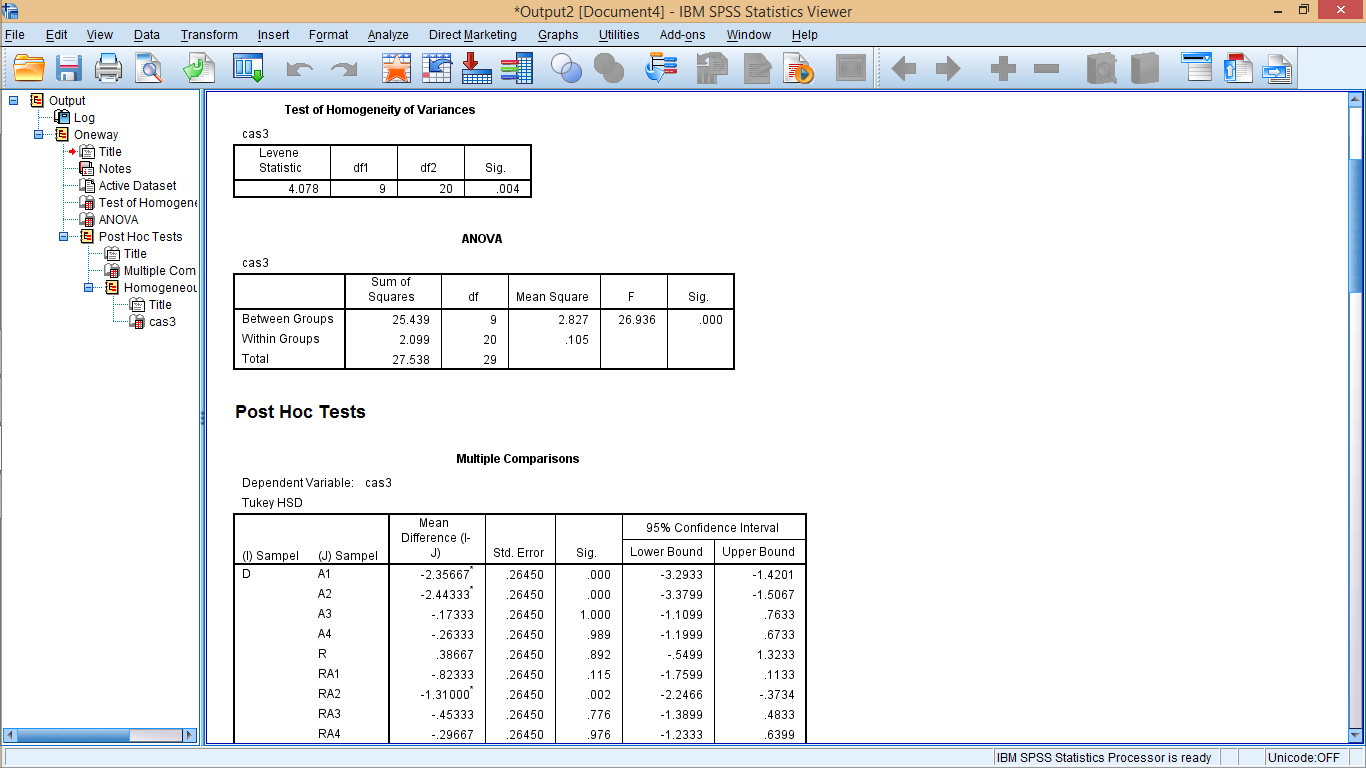 *Output2 [Document4] - IBM SPSS Statistics Viewer
File Edit View Data Transform Insert Format Analyze Direct Marketing Graphs Utilities Add-ons Window Help
Output
Log
Oneway
Title
Notes
Active Dataset
Test of Homogene
ANOVA
Post Hoc Tests
Title
Multiple Com
Homogeneou
Title
cas3
Test of Homogeneity of Variances
cas3
Levene
Statistic df1 df2 Sig.
4.078 9 20 .004
ANOVA
cas3
Sum of
Squares df Mean Square F Sig.
Between Groups 25.439 9 2.827 26.936 .000
Within Groups 2.099 20 .105
Total 27.538 29
Post Hoc Tests
Multiple Comparisons
Dependent Variable: cas3
Tukey HSD
Mean
Difference (I-
J)
95% Confidence Interval
(I) Sampel (J) Sampel Std. Error Sig. Lower Bound Upper Bound
D A1 -2.35667* .26450 .000 -3.2933 -1.4201
A2 -2.44333* .26450 .000 -3.3799 -1.5067
A3 -.17333 .26450 1.000 -1.1099 .7633
A4 -.26333 .26450 .989 -1.1999 .6733
R .38667 .26450 .892 -.5499 1.3233
RA1 -.82333 .26450 .115 -1.7599 .1133
RA2 -1.31000* .26450 .002 -2.2466 -.3734
RA3 -.45333 .26450 .776 -1.3899 .4833
RA4 -.29667 .26450 .976 -1.2333 .6399
IBM SPSS Statistics Processor is ready Unicode:OFF